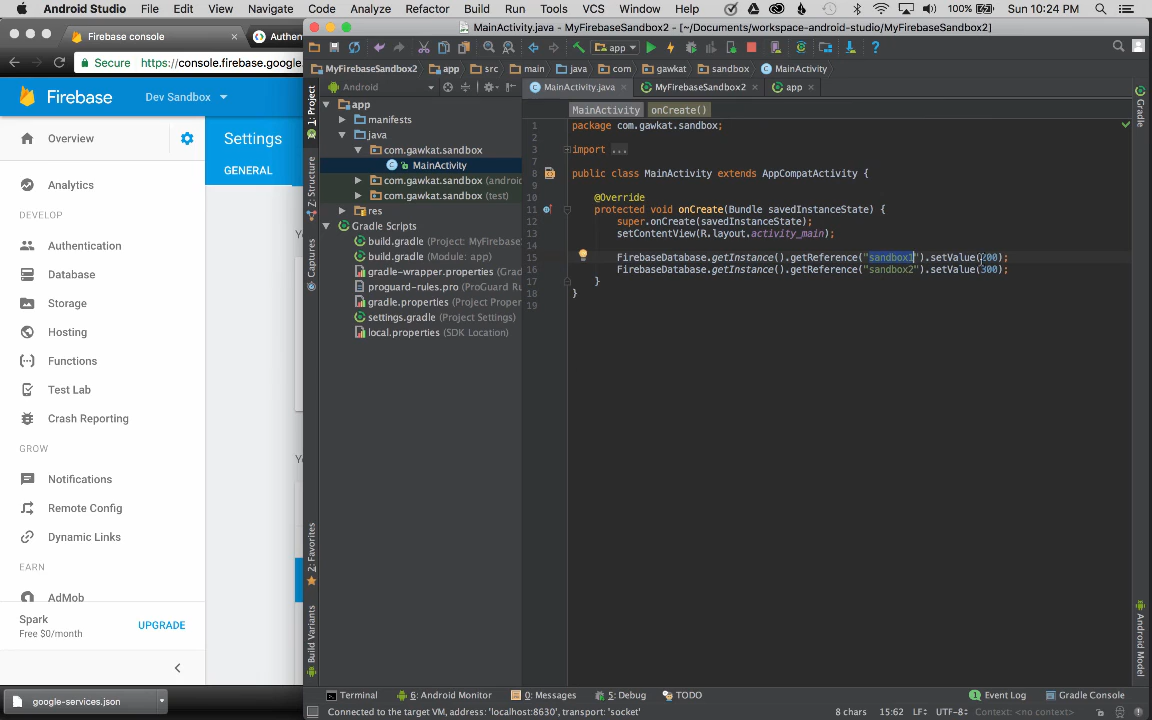 Android Studio File Edit View Navigate Code Analyze Refactor Build Run Tools VCS Window Help 100% Sun 10:24 PM
Firebase console
Authen
Secure https://console.firebase.google
Firebase Dev Sandbox
Overview
Analytics
DEVELOP
Authentication
Database
Storage
Hosting
Functions
Test Lab
Crash Reporting
GROW
Notifications
Remote Config
Dynamic Links
EARN
AdMob
Spark
Free $0/month
UPGRADE
Settings
GENERAL
google-services.json
MainActivity.java - MyFirebaseSandbox2 - [~/Documents/workspace-android-studio/MyFirebaseSandbox2]
app
MyFirebaseSandbox2 app src main java com gawkat sandbox MainActivity
Android
MainActivity.java MyFirebaseSandbox2 app
1: Project
Z: Structure
Captures
2: Favorites
Build Variants
app
manifests
java
com.gawkat.sandbox
MainActivity
com.gawkat.sandbox (android
com.gawkat.sandbox (test)
res
Gradle Scripts
build.gradle (Project: MyFirebase
build.gradle (Module: app)
gradle-wrapper.properties (Grad
proguard-rules.pro (ProGuard Ru
gradle.properties (Project Proper
settings.gradle (Project Settings)
local.properties (SDK Location)
MainActivity onCreate()
1 package com.gawkat.sandbox;
2
3 import ...
7
8 public class MainActivity extends AppCompatActivity {
9
10 @Override
11 protected void onCreate(Bundle savedInstanceState) {
12 super.onCreate(savedInstanceState);
13 setContentView(R.layout.activity_main);
14
15 FirebaseDatabase.getInstance().getReference("sandbox1").setValue(200);
16 FirebaseDatabase.getInstance().getReference("sandbox2").setValue(300);
17 }
18 }
19
Gradle
Android Model
Terminal 6: Android Monitor 0: Messages 5: Debug TODO 1 Event Log Gradle Console
Connected to the target VM, address: 'localhost:8630', transport: 'socket' 8 chars 15:62 LF÷ UTF-8÷ Context: <no context>